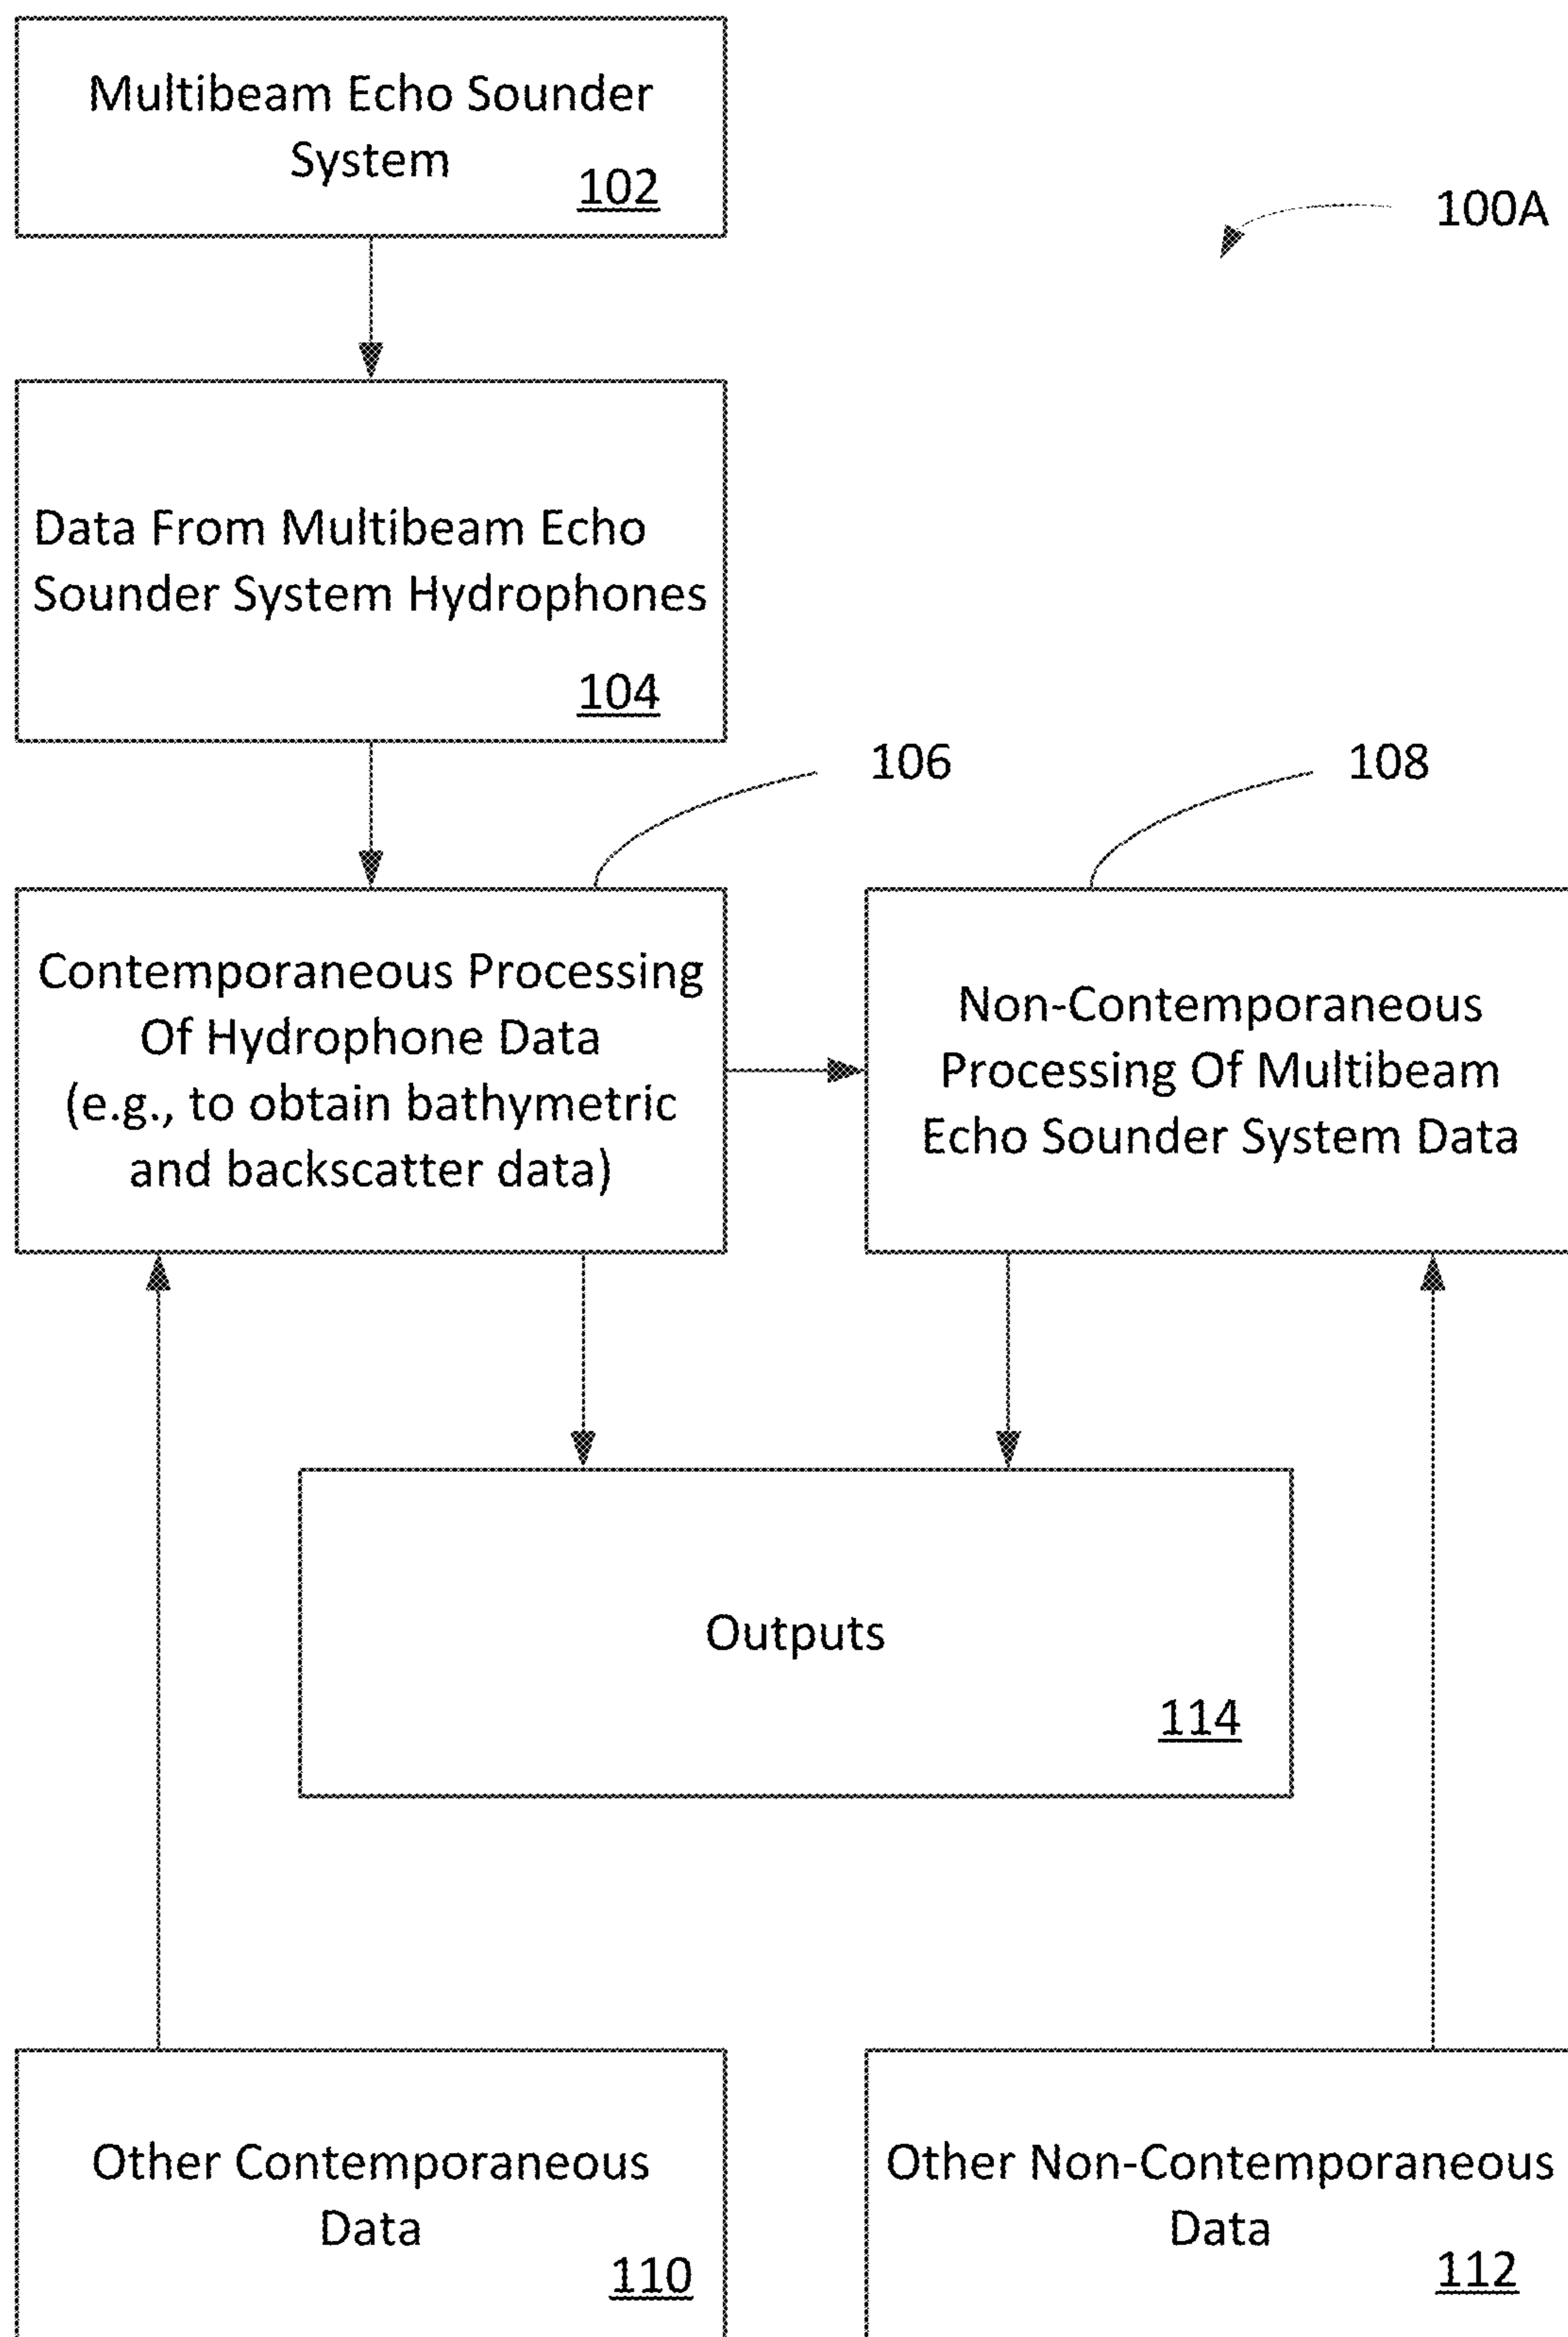 Multibeam Echo Sounder
System
102
100A
Data From Multibeam Echo
Sounder System Hydrophones
104
106
108
Contemporaneous Processing
Of Hydrophone Data
(e.g., to obtain bathymetric
and backscatter data)
Non-Contemporaneous
Processing Of Multibeam
Echo Sounder System Data
Outputs
114
Other Contemporaneous
Data
110
Other Non-Contemporaneous
Data
112